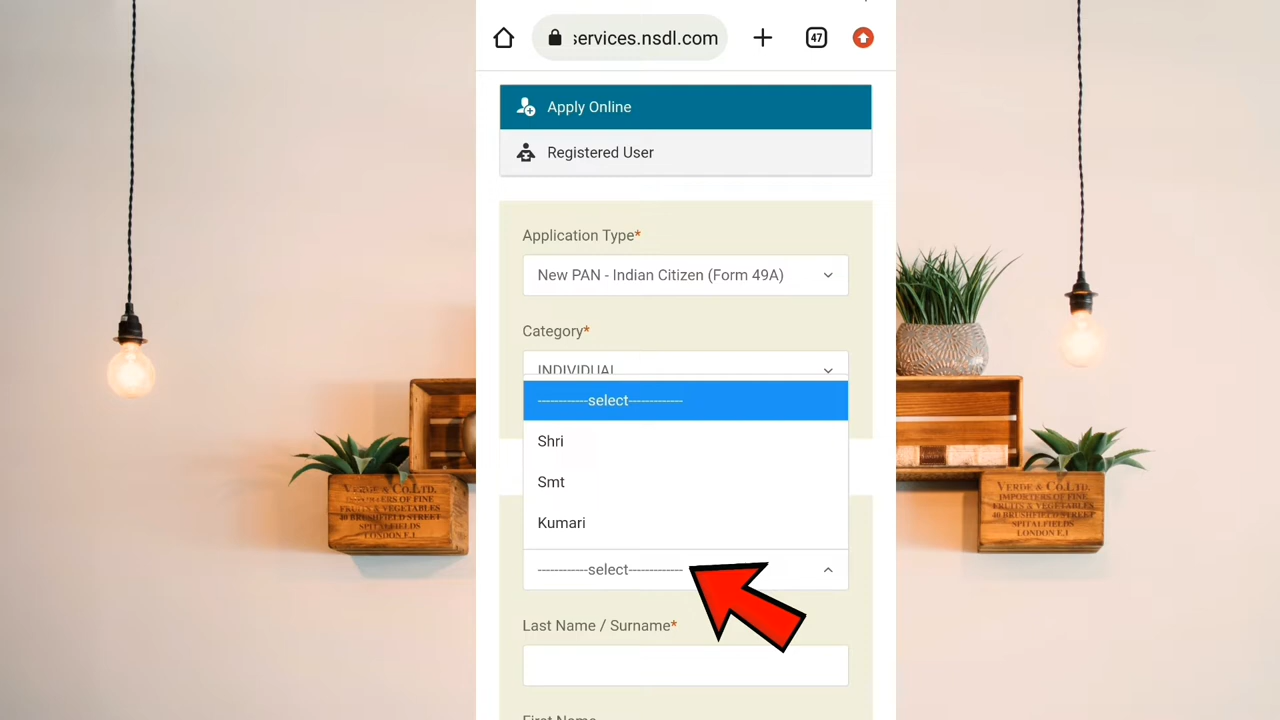 47
services.nsdl.com
Apply Online
Registered User
Application Type*
New PAN - Indian Citizen (Form 49A)
Category*
INDIVIDUAL
------------select-------------
Shri
Smt
Kumari
------------select-------------
Last Name / Surname*
First Name
VERDE & CO.LTD.
IMPORTERS OF FINE
FRUITS & VEGETABLES
40 BRUSHFIELD STREET
SPITALFIELDS
LONDON E.1
VERDE & CO.LTD.
IMPORTERS OF FINE
FRUITS & VEGETABLES
40 BRUSHFIELD STREET
SPITALFIELDS
LONDON E.1